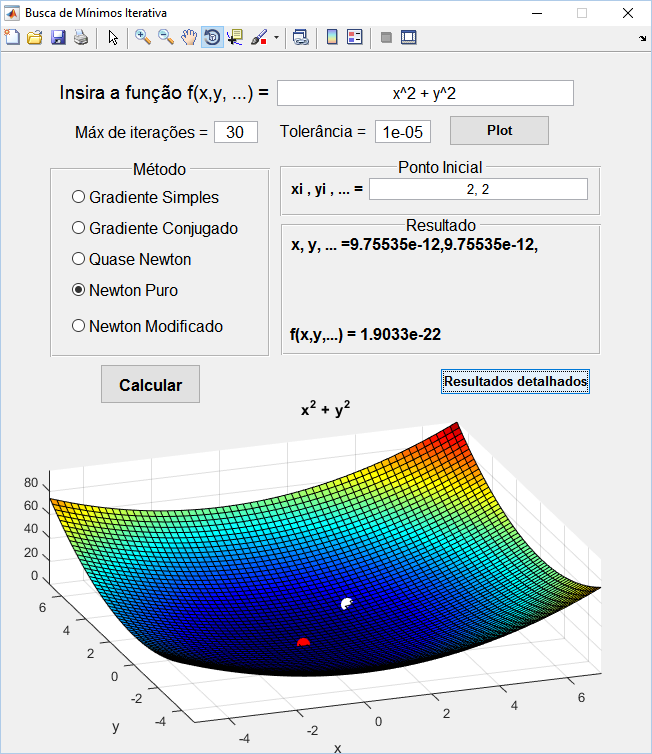 Busca de Mínimos Iterativa
Insira a função f(x,y, ...) = x^2 + y^2
Máx de iterações = 30 Tolerância = 1e-05 Plot
Método
Gradiente Simples
Gradiente Conjugado
Quase Newton
Newton Puro
Newton Modificado
Ponto Inicial
xi , yi , ... = 2, 2
Resultado
x, y, ... =9.75535e-12,9.75535e-12,
f(x,y,...) = 1.9033e-22
Calcular
Resultados detalhados
x² + y²
80
60
40
20
0
6
4
2
0
-2
-4
y
-4
-2
0
2
4
6
x